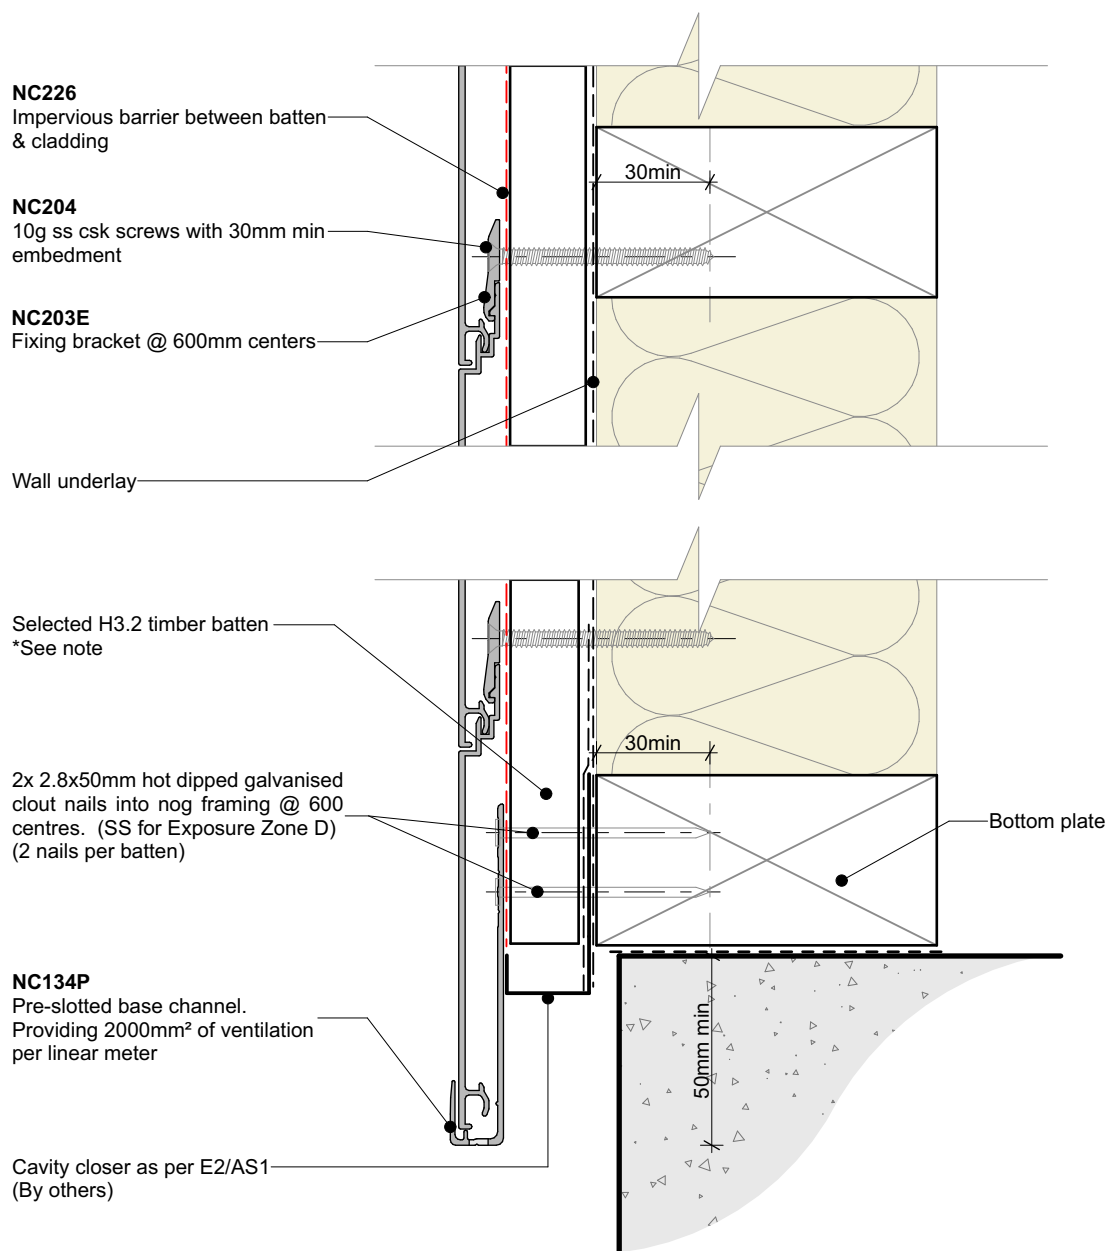 NC226
Impervious barrier between batten
& cladding
30min
NC204
10g ss csk screws with 30mm min
embedment
NC203E
Fixing bracket @ 600mm centers
Wall underlay
Selected H3.2 timber batten
*See note
30min
2x 2.8x50mm hot dipped galvanised
clout nails into nog framing @ 600
centres. (SS for Exposure Zone D)
(2 nails per batten)
Bottom plate
NC134P
Pre-slotted base channel.
Providing 2000mm² of ventilation
per linear meter
50mm min
Cavity closer as per E2/AS1
(By others)